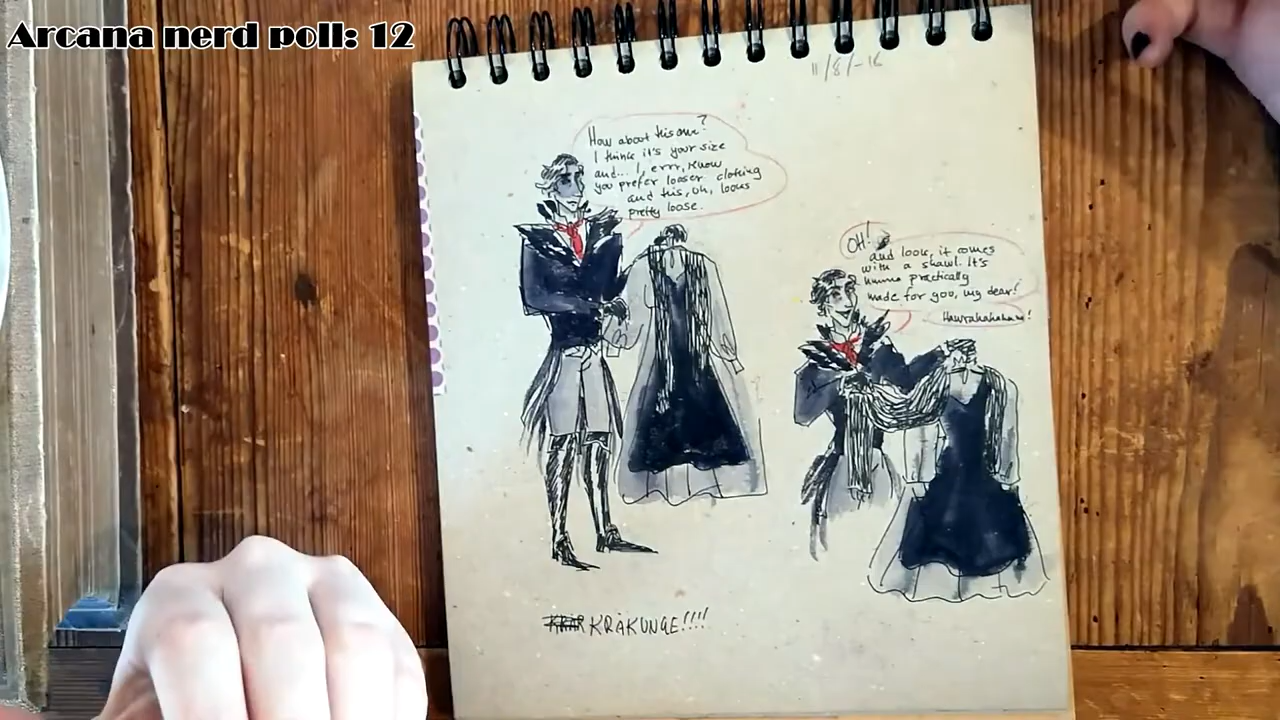 Arcana nerd poll: 12
11/8/-16
How about this one?
I think it's your size
and... I, errr, know
you prefer looser clothing
and this, uh, looks
pretty loose.
OH!
and look, it comes
with a shawl. It's
practically
made for you, my dear!
KRÅKUNGE!!!!